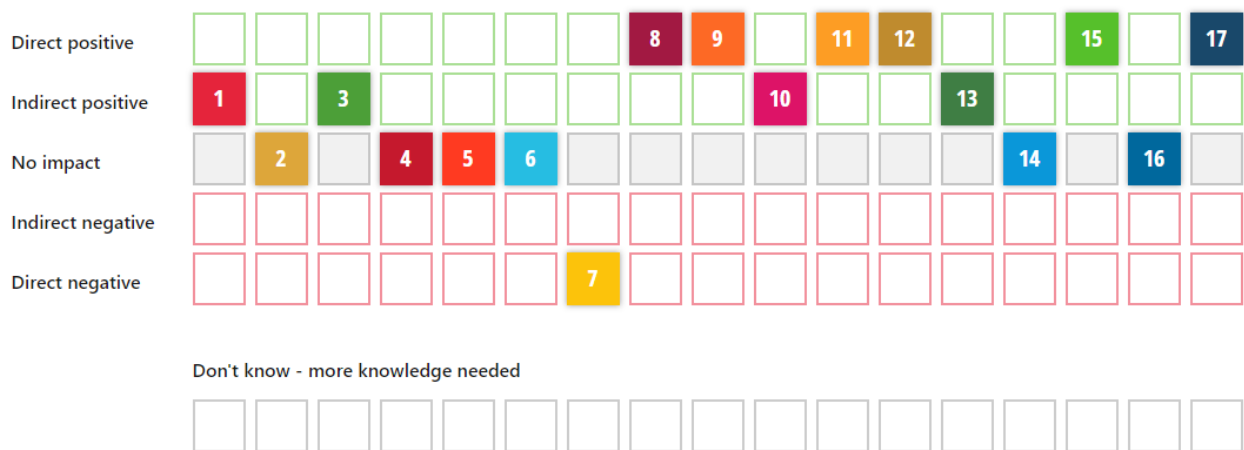 Direct positive 8 9 11 12 15 17
Indirect positive 1 3 10 13
No impact 2 4 5 6 14 16
Indirect negative
Direct negative 7
Don't know - more knowledge needed